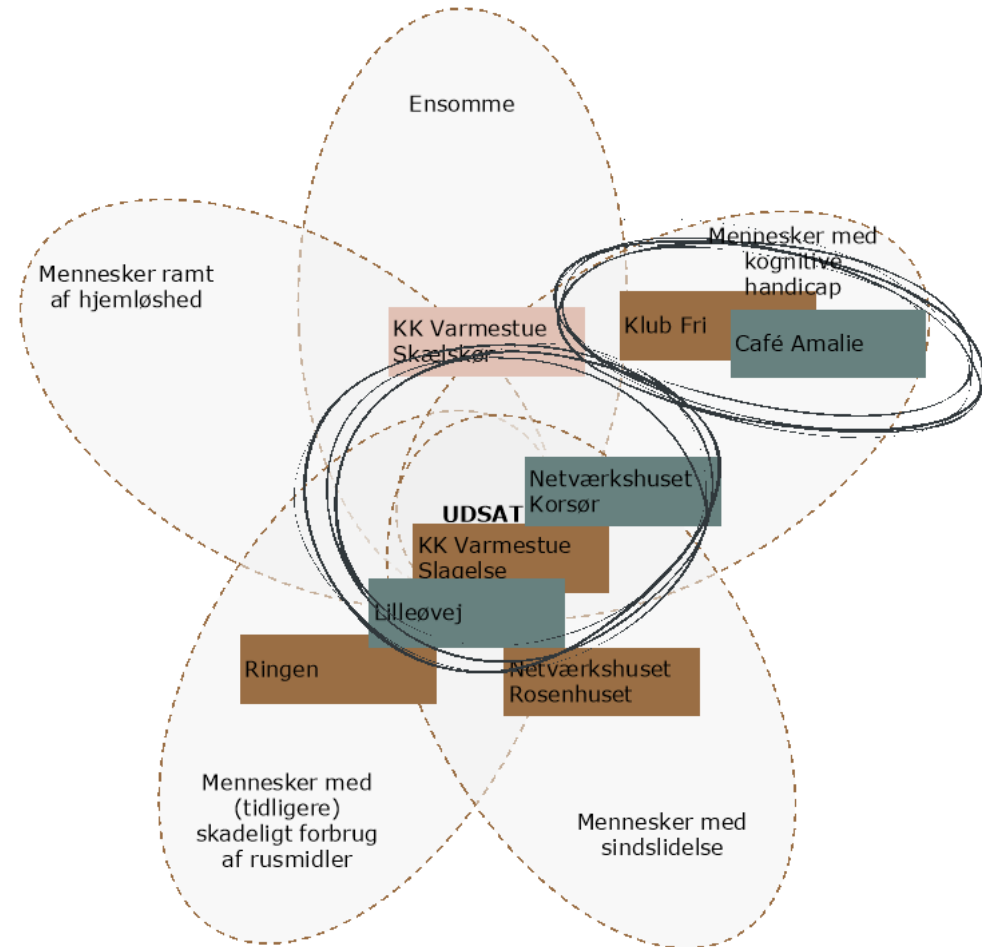 Ensomme
Mennesker med
kognitive
handicap
Mennesker ramt
af hjemløshed
KK Varmestue
Skælskør
Klub Fri
Café Amalie
Netværkshuset
Korsør
UDSAT
KK Varmestue
Slagelse
Lilleøvej
Ringen
Netværkshuset
Rosenhuset
Mennesker med
(tidligere)
skadeligt forbrug
af rusmidler
Mennesker med
sindslidelse